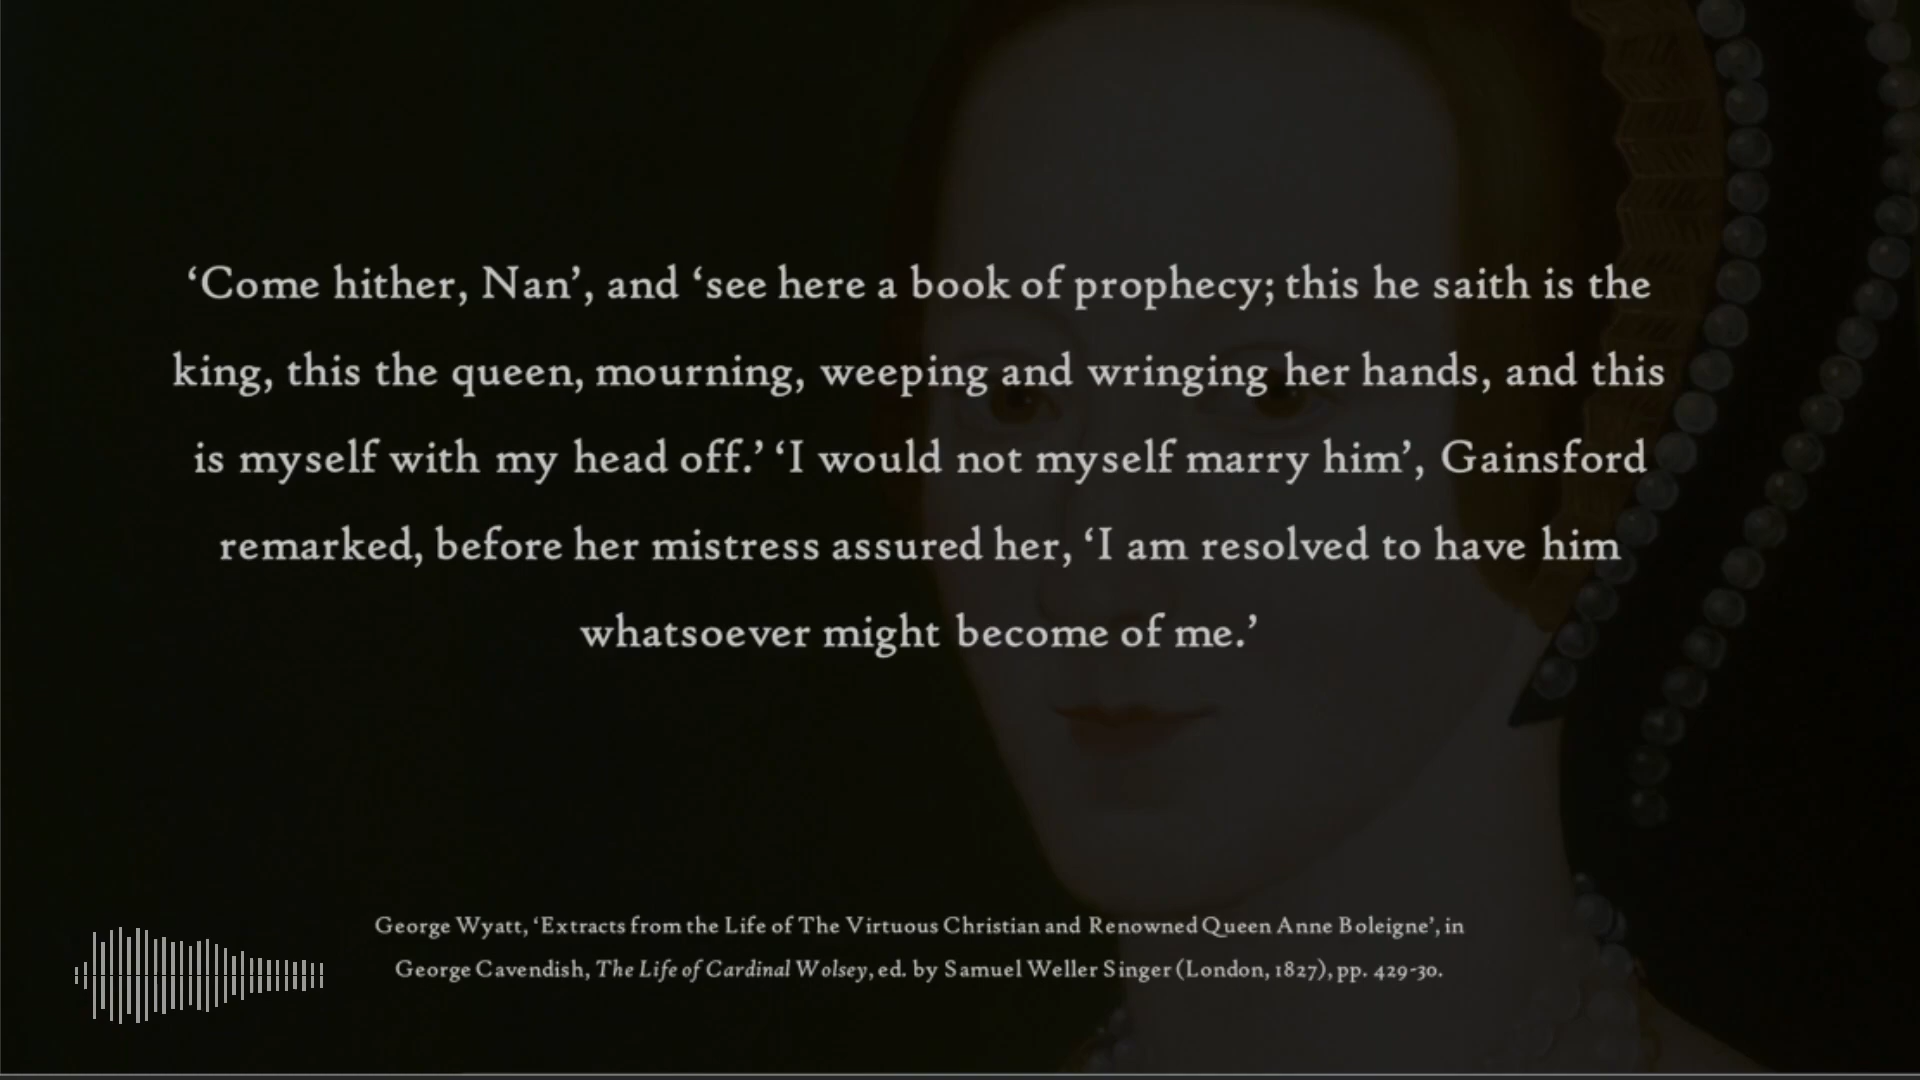 ‘Come hither, Nan’, and ‘see here a book of prophecy; this he saith is the
king, this the queen, mourning, weeping and wringing her hands, and this
is myself with my head off.’ ‘I would not myself marry him’, Gainsford
remarked, before her mistress assured her, ‘I am resolved to have him
whatsoever might become of me.’
George Wyatt, ‘Extracts from the Life of The Virtuous Christian and Renowned Queen Anne Boleigne’, in
George Cavendish, The Life of Cardinal Wolsey, ed. by Samuel Weller Singer (London, 1827), pp. 429-30.